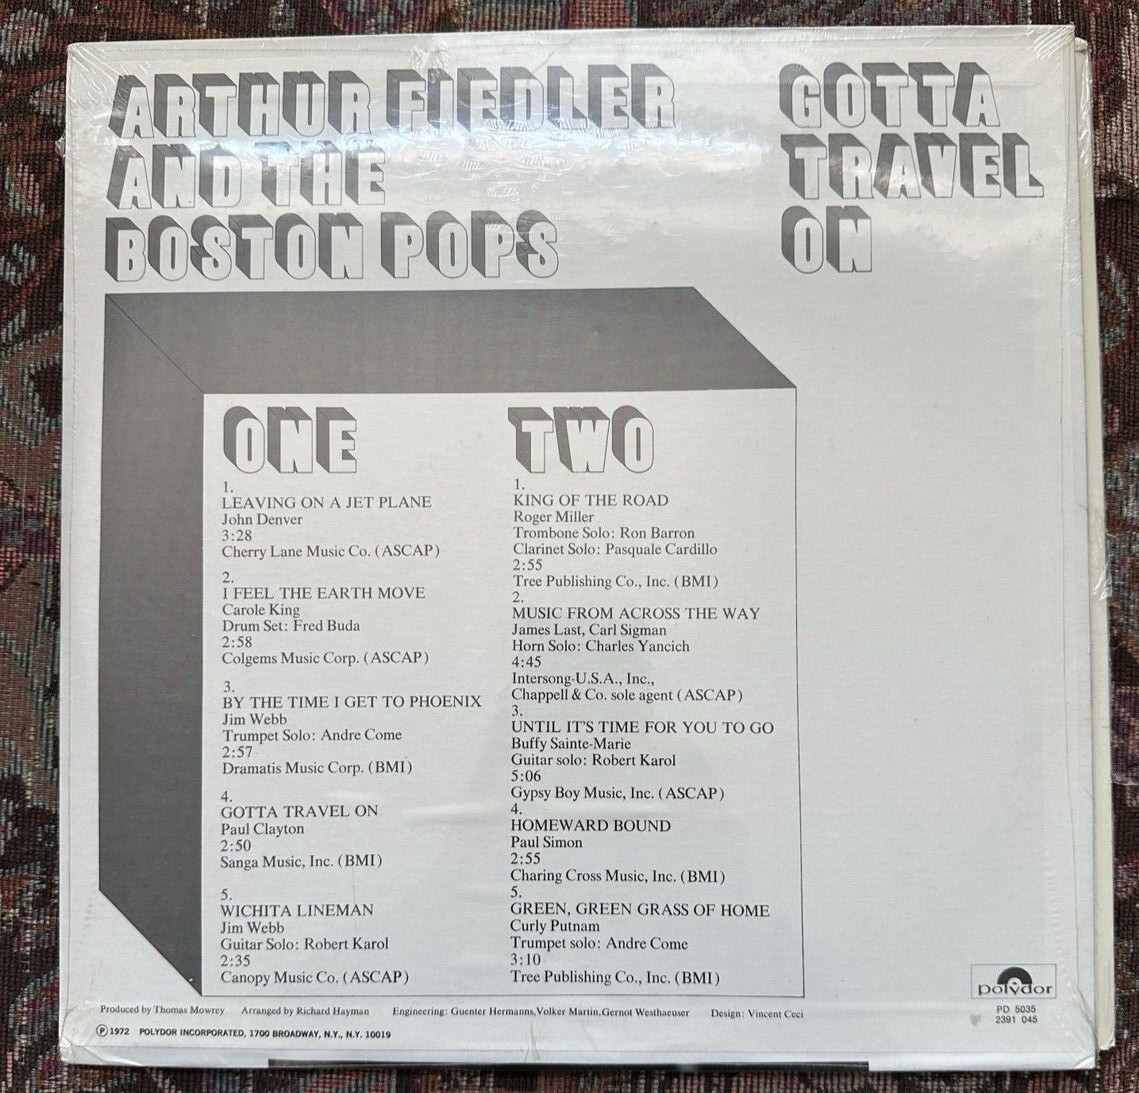 ARTHUR FIEDLER
AND THE
BOSTON POPS
GOTTA
TRAVEL
ON
ONE
1.
LEAVING ON A JET PLANE
John Denver
3:28
Cherry Lane Music Co. (ASCAP)
2.
I FEEL THE EARTH MOVE
Carole King
Drum Set: Fred Buda
2:58
Colgems Music Corp. (ASCAP)
3.
BY THE TIME I GET TO PHOENIX
Jim Webb
Trumpet Solo: Andre Come
2:57
Dramatis Music Corp. (BMI)
4.
GOTTA TRAVEL ON
Paul Clayton
2:50
Sanga Music, Inc. (BMI)
5.
WICHITA LINEMAN
Jim Webb
Guitar Solo: Robert Karol
2:35
Canopy Music Co. (ASCAP)
TWO
1.
KING OF THE ROAD
Roger Miller
Trombone Solo: Ron Barron
Clarinet Solo: Pasquale Cardillo
2:55
Tree Publishing Co., Inc. (BMI)
2.
MUSIC FROM ACROSS THE WAY
James Last, Carl Sigman
Horn Solo: Charles Yancich
4:45
Intersong-U.S.A., Inc.,
Chappell & Co. sole agent (ASCAP)
3.
UNTIL IT'S TIME FOR YOU TO GO
Buffy Sainte-Marie
Guitar solo: Robert Karol
5:06
Gypsy Boy Music, Inc. (ASCAP)
4.
HOMEWARD BOUND
Paul Simon
2:55
Charing Cross Music, Inc. (BMI)
5.
GREEN, GREEN GRASS OF HOME
Curly Putnam
Trumpet solo: Andre Come
3:10
Tree Publishing Co., Inc. (BMI)
polydor
PD 5035
2391 045
Produced by Thomas Mowrey Arranged by Richard Hayman Engineering: Guenter Hermanns, Volker Martin, Gernot Westhaeuser Design: Vincent Ceci
Ⓟ 1972 POLYDOR INCORPORATED, 1700 BROADWAY, N.Y., N.Y. 10019